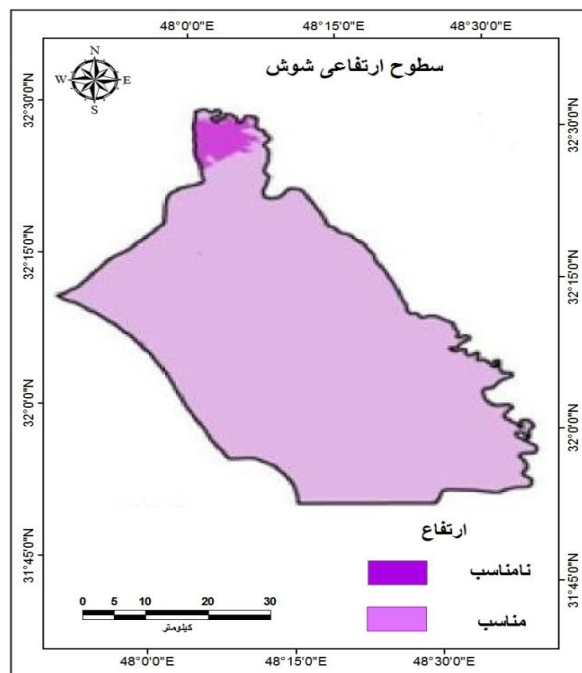 48°0'0"E 48°15'0"E 48°30'0"E
سطوح ارتفاعی شوش
N
W E
S
32°30'0"N 32°30'0"N
32°15'0"N 32°15'0"N
32°0'0"N 32°0'0"N
31°45'0"N 31°45'0"N
ارتفاع
نامناسب
مناسب
0 5 10 20 30
کیلومتر
48°0'0"E 48°15'0"E 48°30'0"E